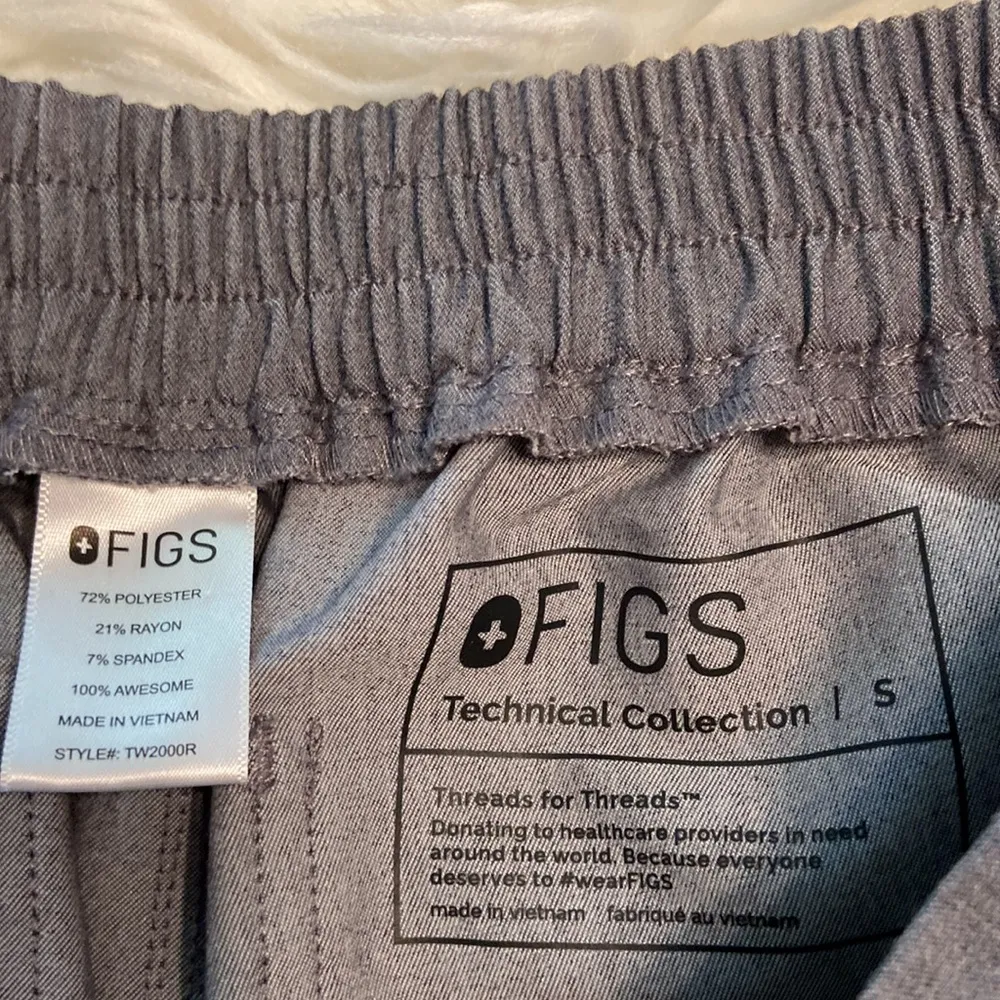 FIGS
72% POLYESTER
21% RAYON
7% SPANDEX
100% AWESOME
MADE IN VIETNAM
STYLE#: TW2000R
FIGS
Technical Collection | S
Threads for Threads™
Donating to healthcare providers in need
around the world. Because everyone
deserves to #wearFIGS
made in vietnam / fabriqué au vietnam